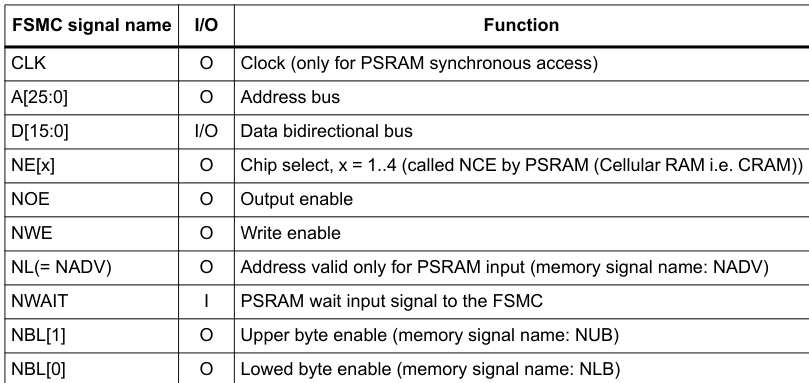 FSMC signal name I/O Function
CLK O Clock (only for PSRAM synchronous access)
A[25:0] O Address bus
D[15:0] I/O Data bidirectional bus
NE[x] O Chip select, x = 1..4 (called NCE by PSRAM (Cellular RAM i.e. CRAM))
NOE O Output enable
NWE O Write enable
NL(= NADV) O Address valid only for PSRAM input (memory signal name: NADV)
NWAIT I PSRAM wait input signal to the FSMC
NBL[1] O Upper byte enable (memory signal name: NUB)
NBL[0] O Lowed byte enable (memory signal name: NLB)